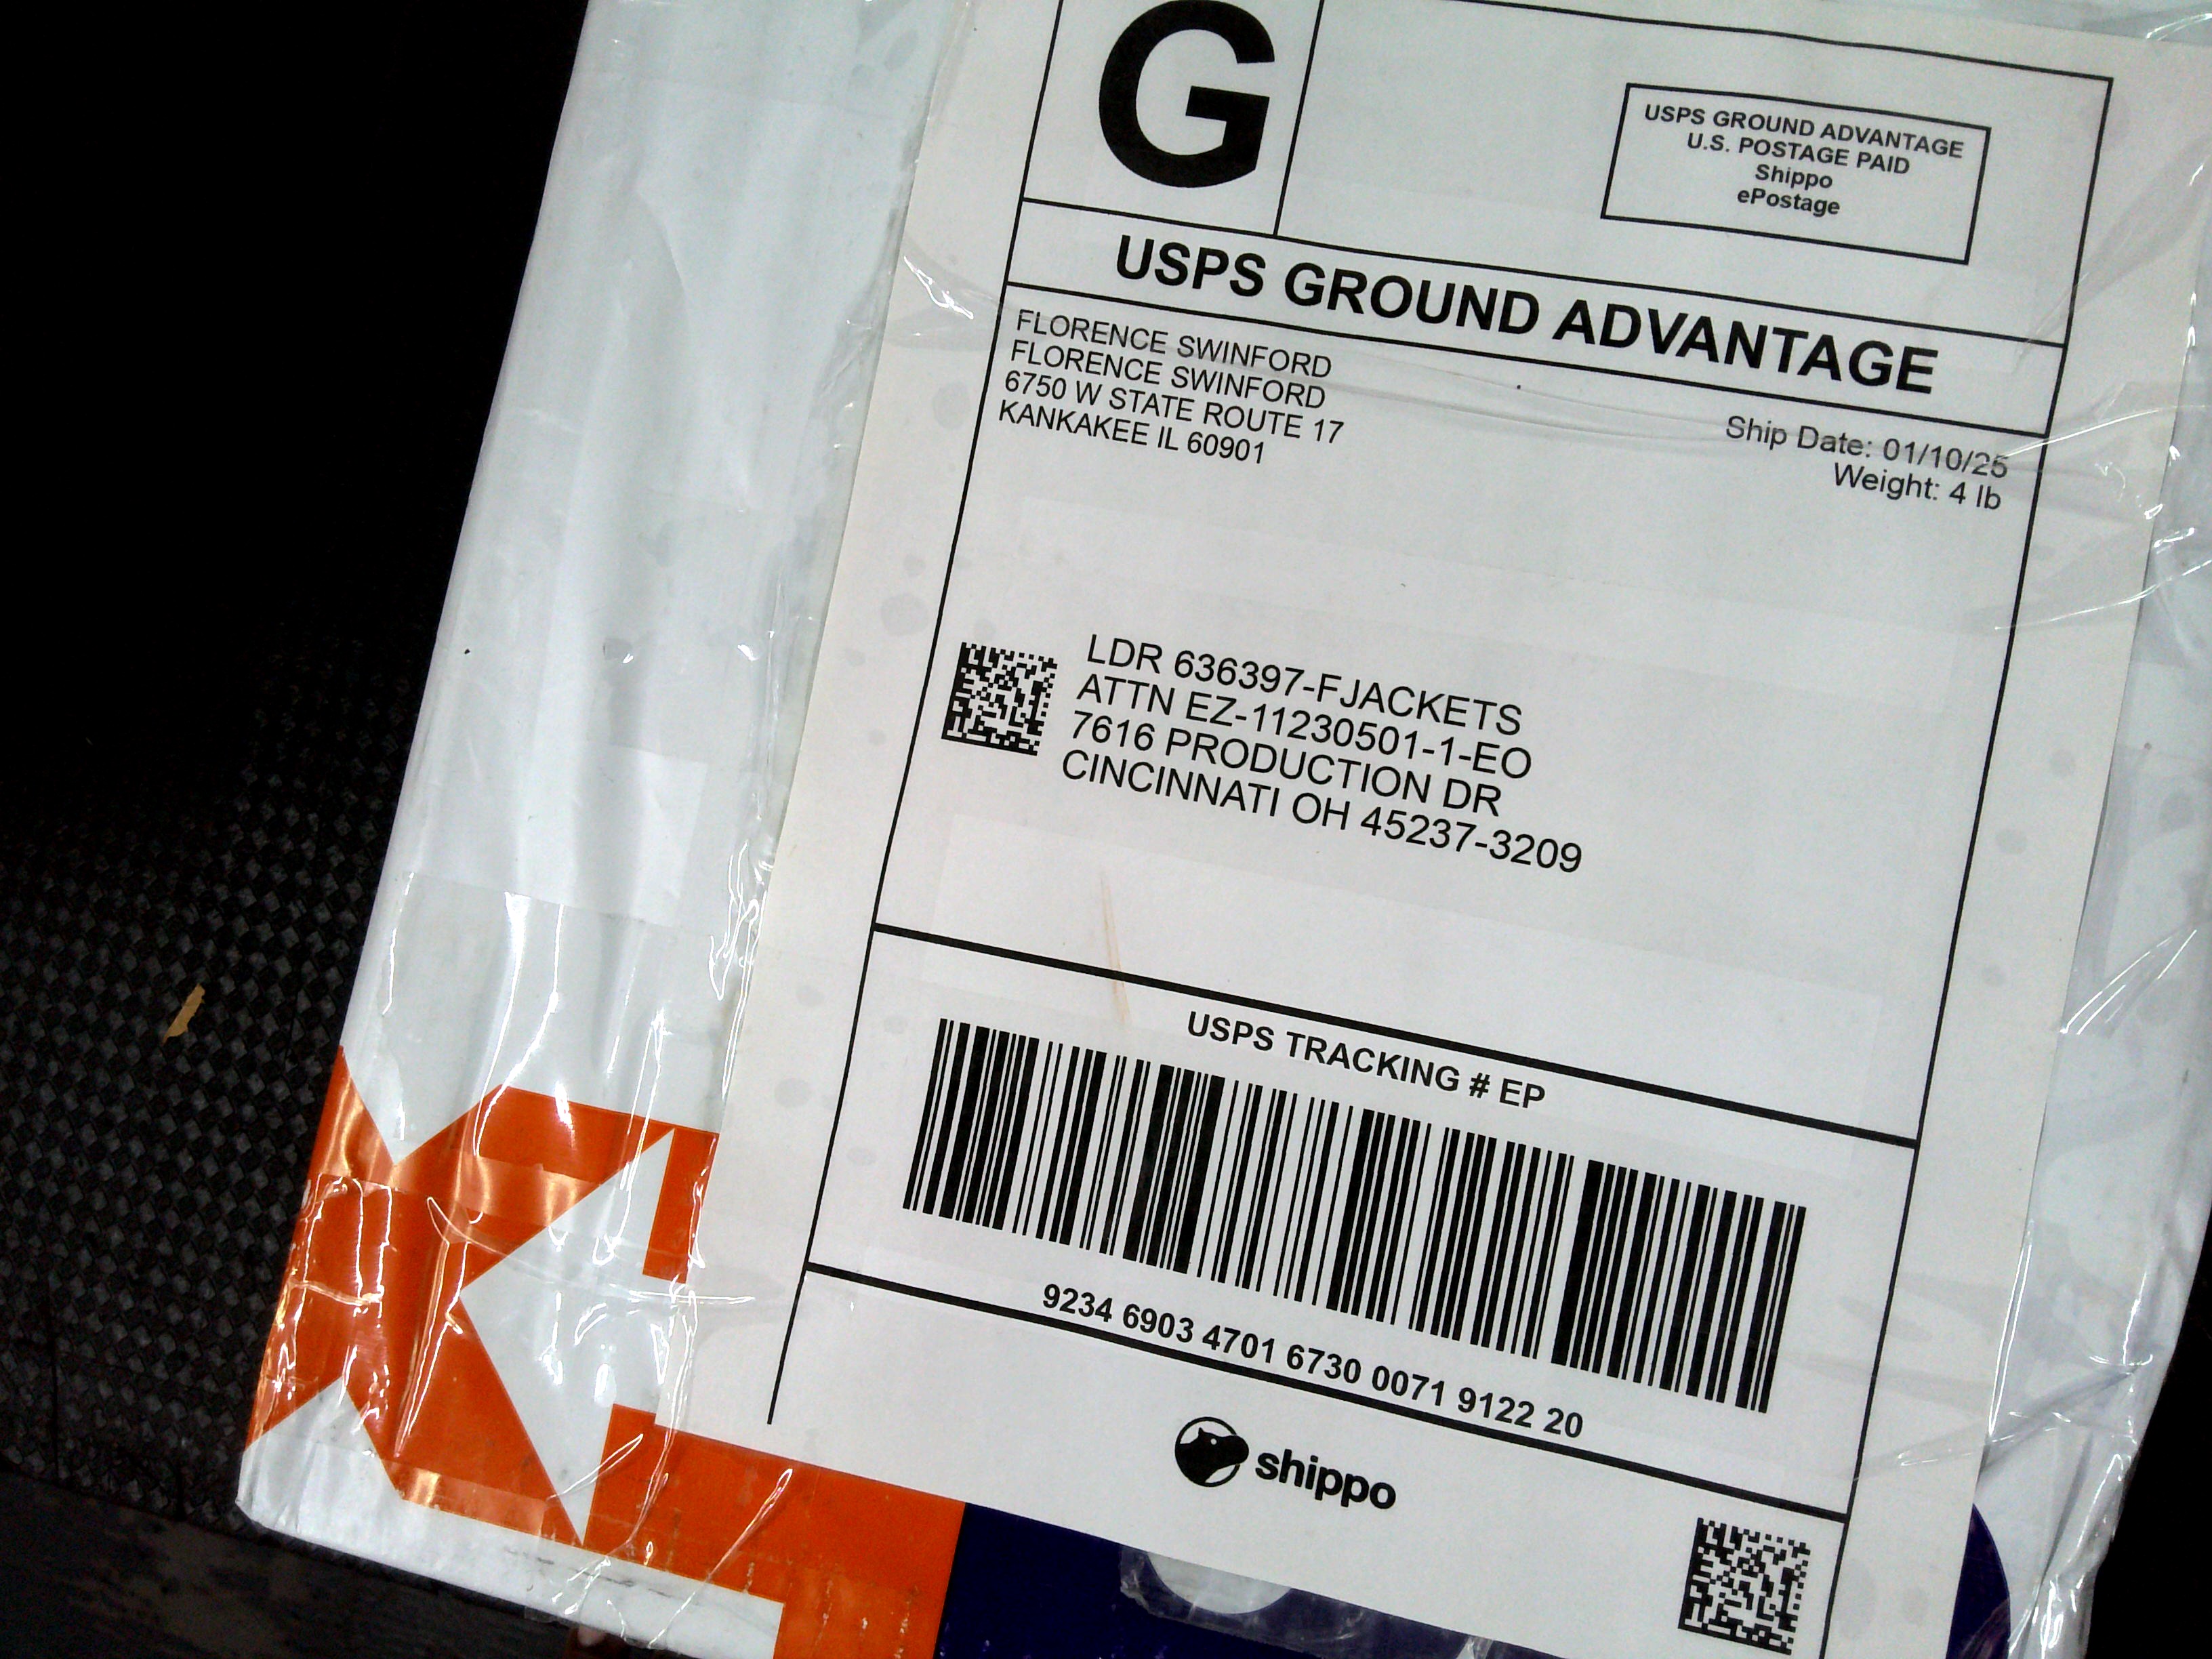 G
USPS GROUND ADVANTAGE
U.S. POSTAGE PAID
Shippo
ePostage
USPS GROUND ADVANTAGE
FLORENCE SWINFORD
FLORENCE SWINFORD
6750 W STATE ROUTE 17
KANKAKEE IL 60901
Ship Date: 01/10/25
Weight: 4 lb
LDR 636397-FJACKETS
ATTN EZ-11230501-1-EO
7616 PRODUCTION DR
CINCINNATI OH 45237-3209
USPS TRACKING # EP
9234 6903 4701 6730 0071 9122 20
shippo